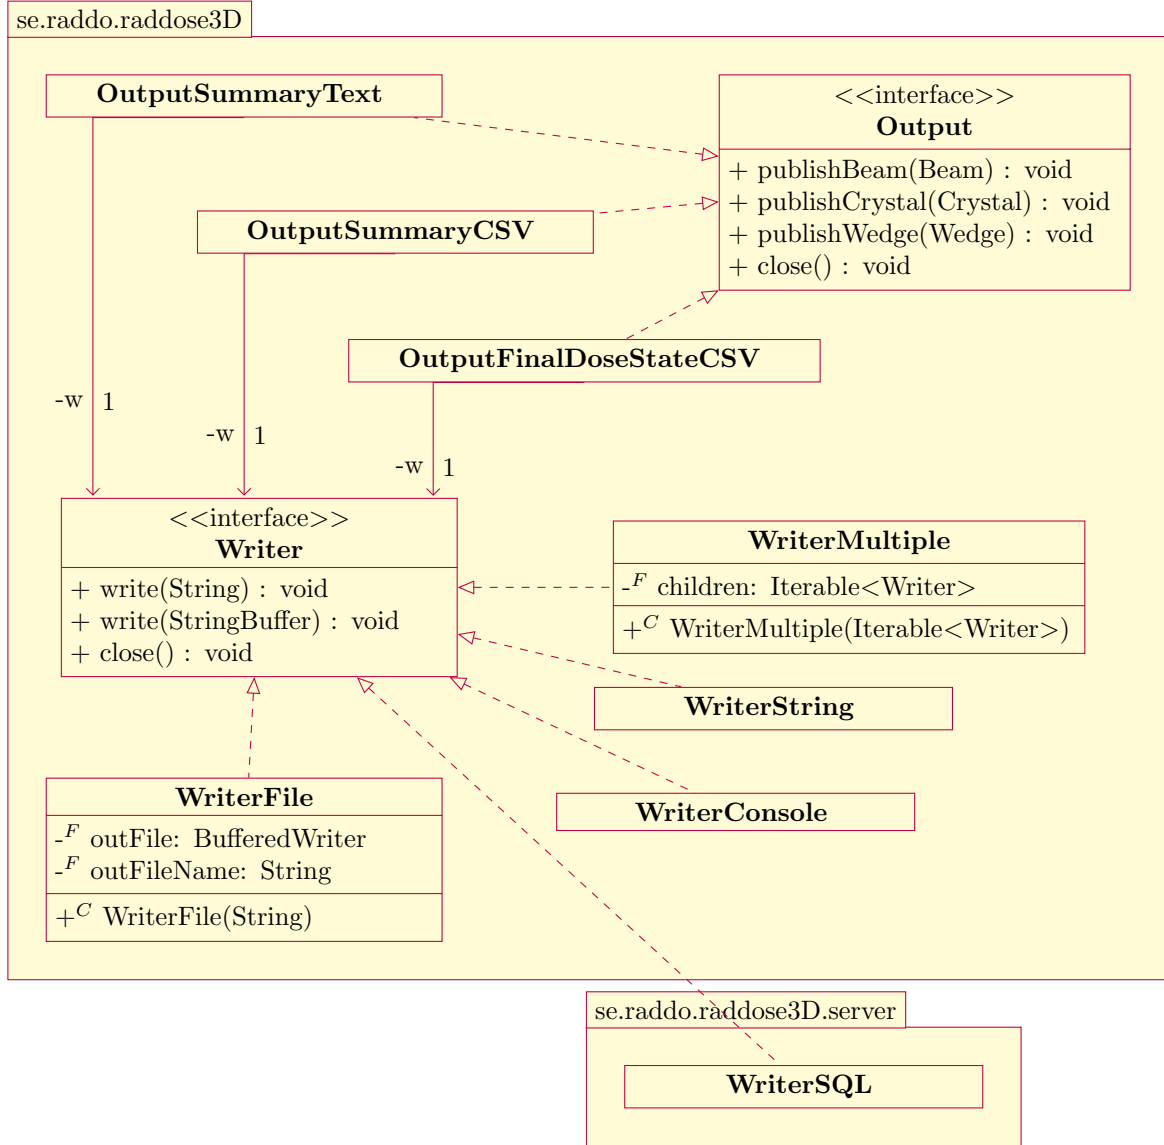 se.raddo.raddose3D
OutputSummaryText
<<interface>>
Output
+ publishBeam(Beam) : void
+ publishCrystal(Crystal) : void
+ publishWedge(Wedge) : void
+ close() : void
OutputSummaryCSV
OutputFinalDoseStateCSV
-w 1
-w 1
-w 1
<<interface>>
Writer
+ write(String) : void
+ write(StringBuffer) : void
+ close() : void
WriterMultiple
-F children: Iterable<Writer>
+C WriterMultiple(Iterable<Writer>)
WriterString
WriterFile
-F outFile: BufferedWriter
-F outFileName: String
+C WriterFile(String)
WriterConsole
se.raddo.raddose3D.server
WriterSQL